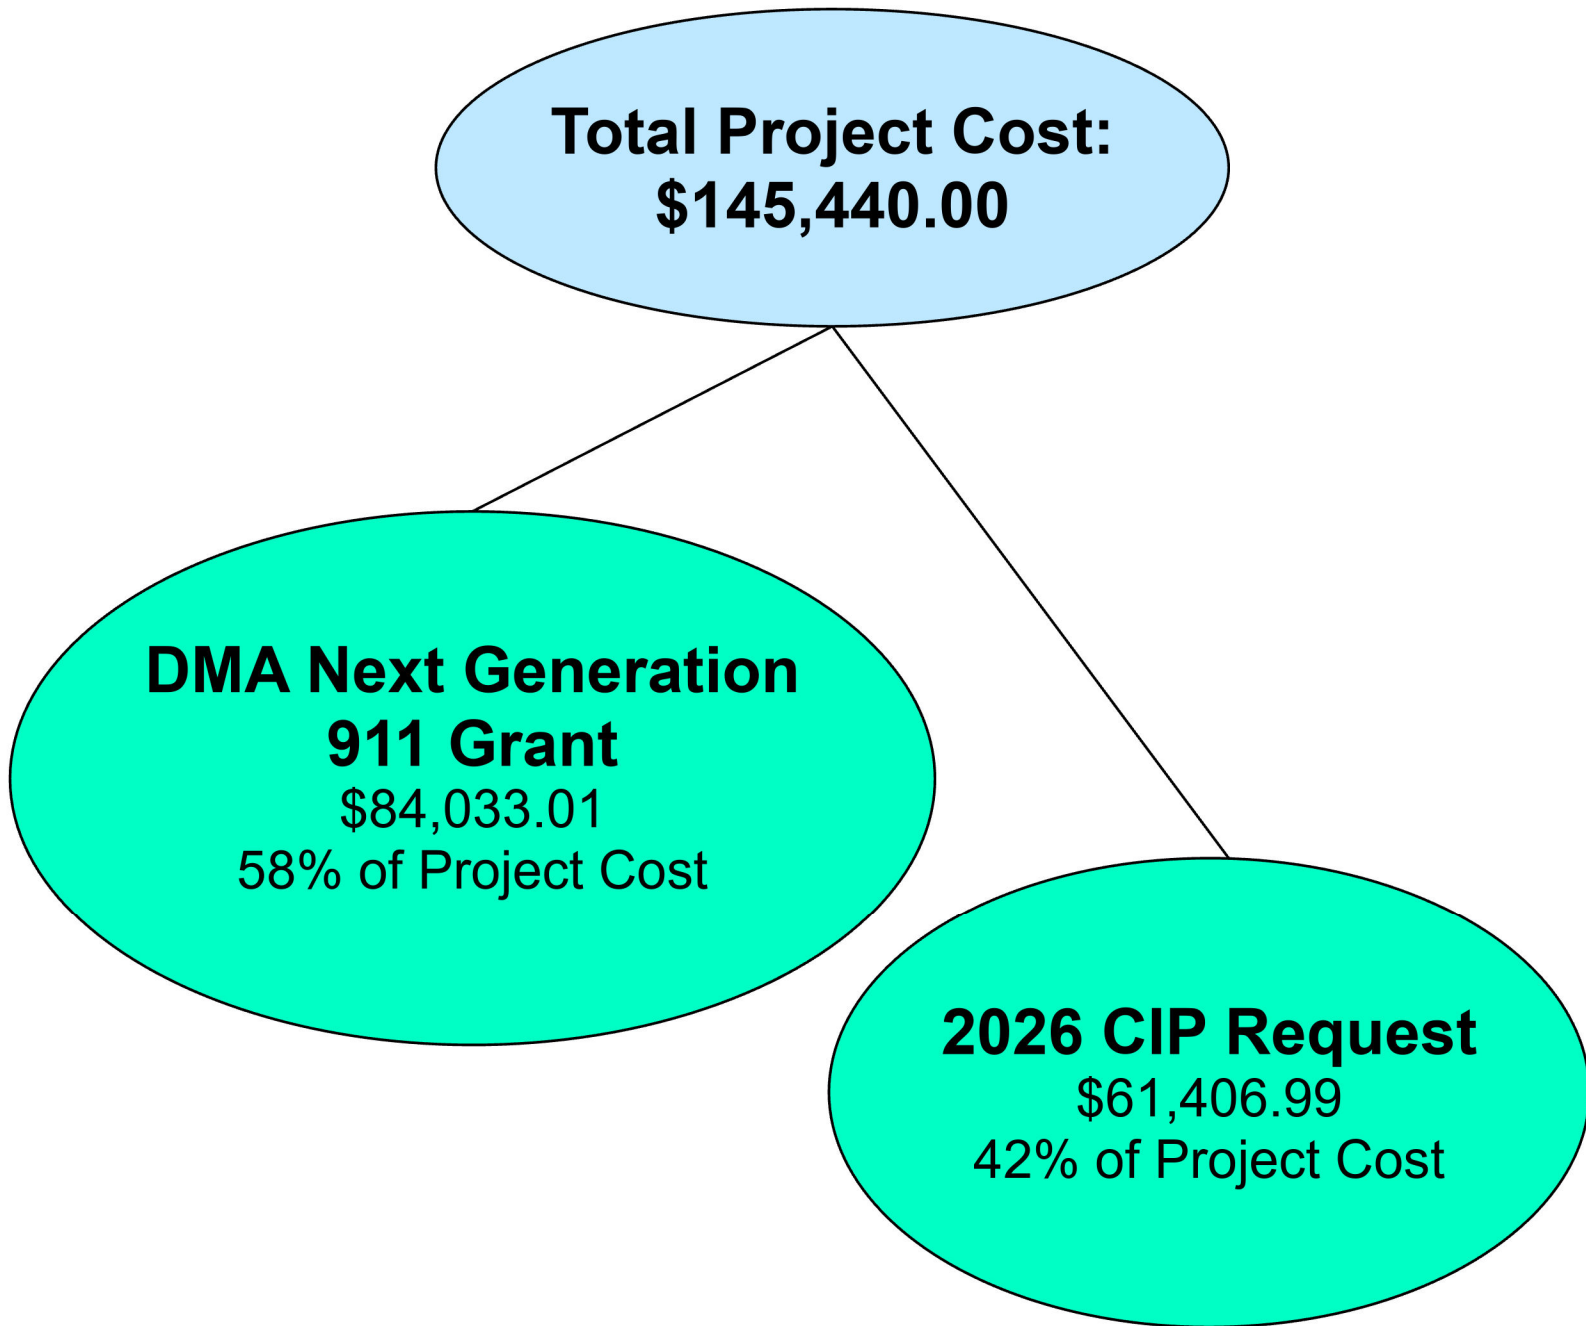 Total Project Cost:
$145,440.00
DMA Next Generation
911 Grant
$84,033.01
58% of Project Cost
2026 CIP Request
$61,406.99
42% of Project Cost